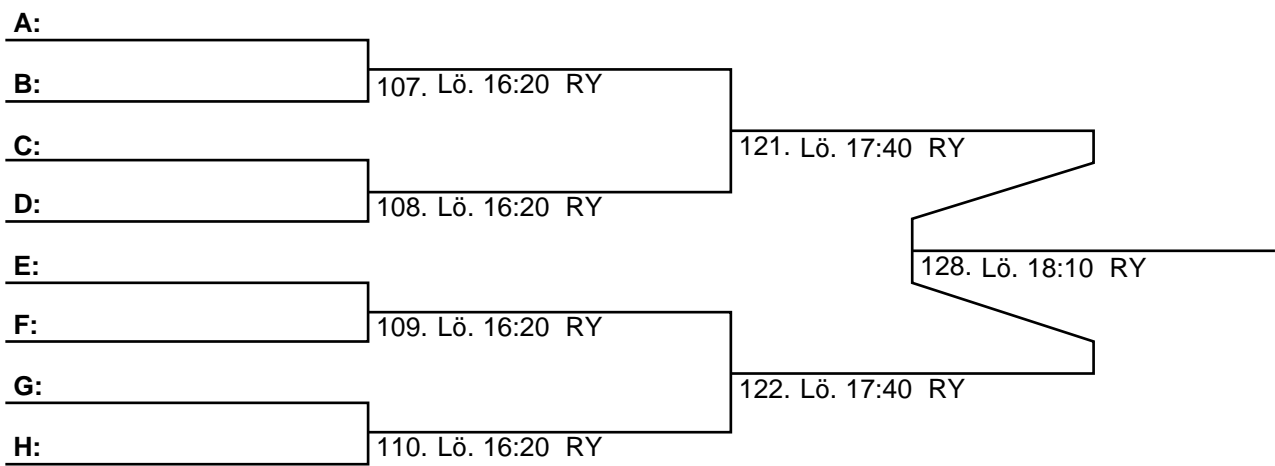 A:
B:
107. Lö. 16:20 RY
C:
121. Lö. 17:40 RY
D:
108. Lö. 16:20 RY
E:
128. Lö. 18:10 RY
F:
109. Lö. 16:20 RY
G:
122. Lö. 17:40 RY
H:
110. Lö. 16:20 RY